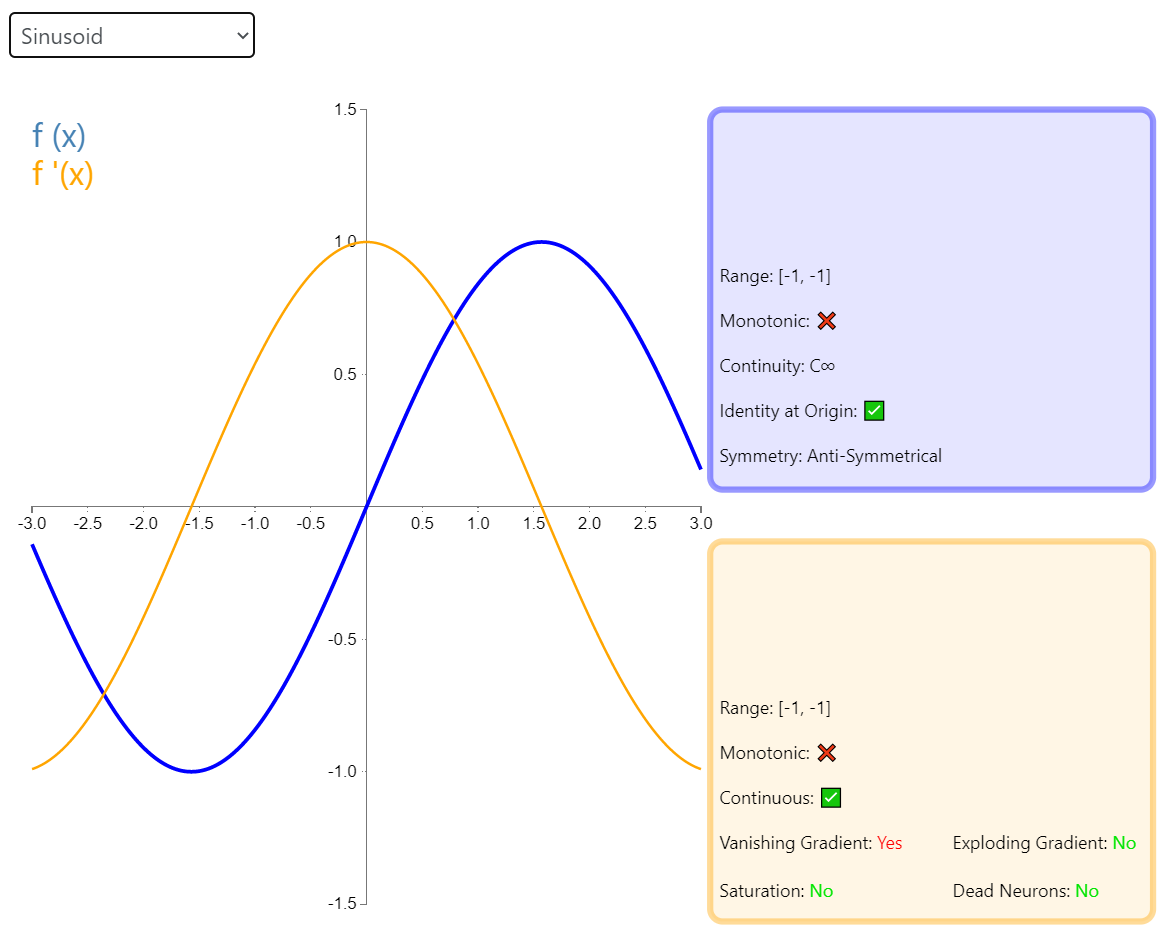 Sinusoid
f (x)
f '(x)
1.5
1.0
0.5
-3.0 -2.5 -2.0 -1.5 -1.0 -0.5 0.5 1.0 1.5 2.0 2.5 3.0
-0.5
-1.0
-1.5
Range: [-1, -1]
Monotonic: ❌
Continuity: C∞
Identity at Origin: ✅
Symmetry: Anti-Symmetrical
Range: [-1, -1]
Monotonic: ❌
Continuous: ✅
Vanishing Gradient: Yes Exploding Gradient: No
Saturation: No Dead Neurons: No